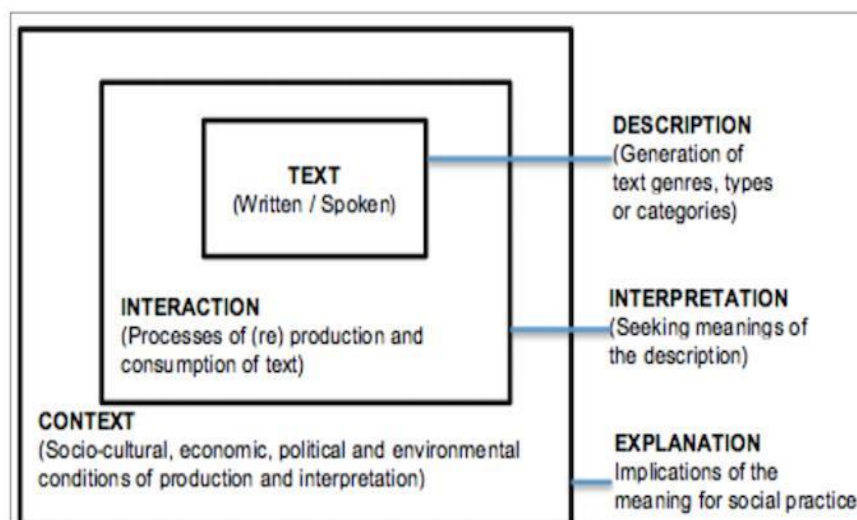 TEXT
(Written / Spoken)
INTERACTION
(Processes of (re) production and
consumption of text)
CONTEXT
(Socio-cultural, economic, political and environmental
conditions of production and interpretation)
DESCRIPTION
(Generation of
text genres, types
or categories)
INTERPRETATION
(Seeking meanings of
the description)
EXPLANATION
Implications of the
meaning for social practice